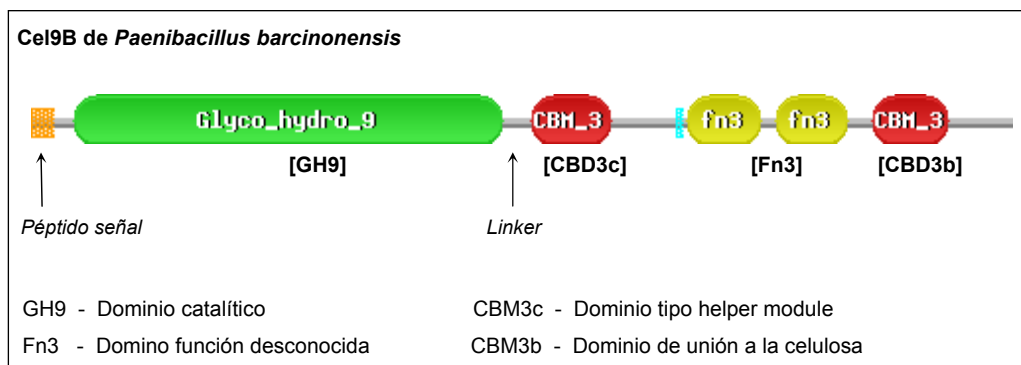 Cel9B de Paenibacillus barcinonensis
Glyco_hydro_9 CBM_3 fn3 fn3 CBM_3
[GH9] [CBD3c] [Fn3] [CBD3b]
Péptido señal Linker
GH9 - Dominio catalítico CBM3c - Dominio tipo helper module
Fn3 - Domino función desconocida CBM3b - Dominio de unión a la celulosa